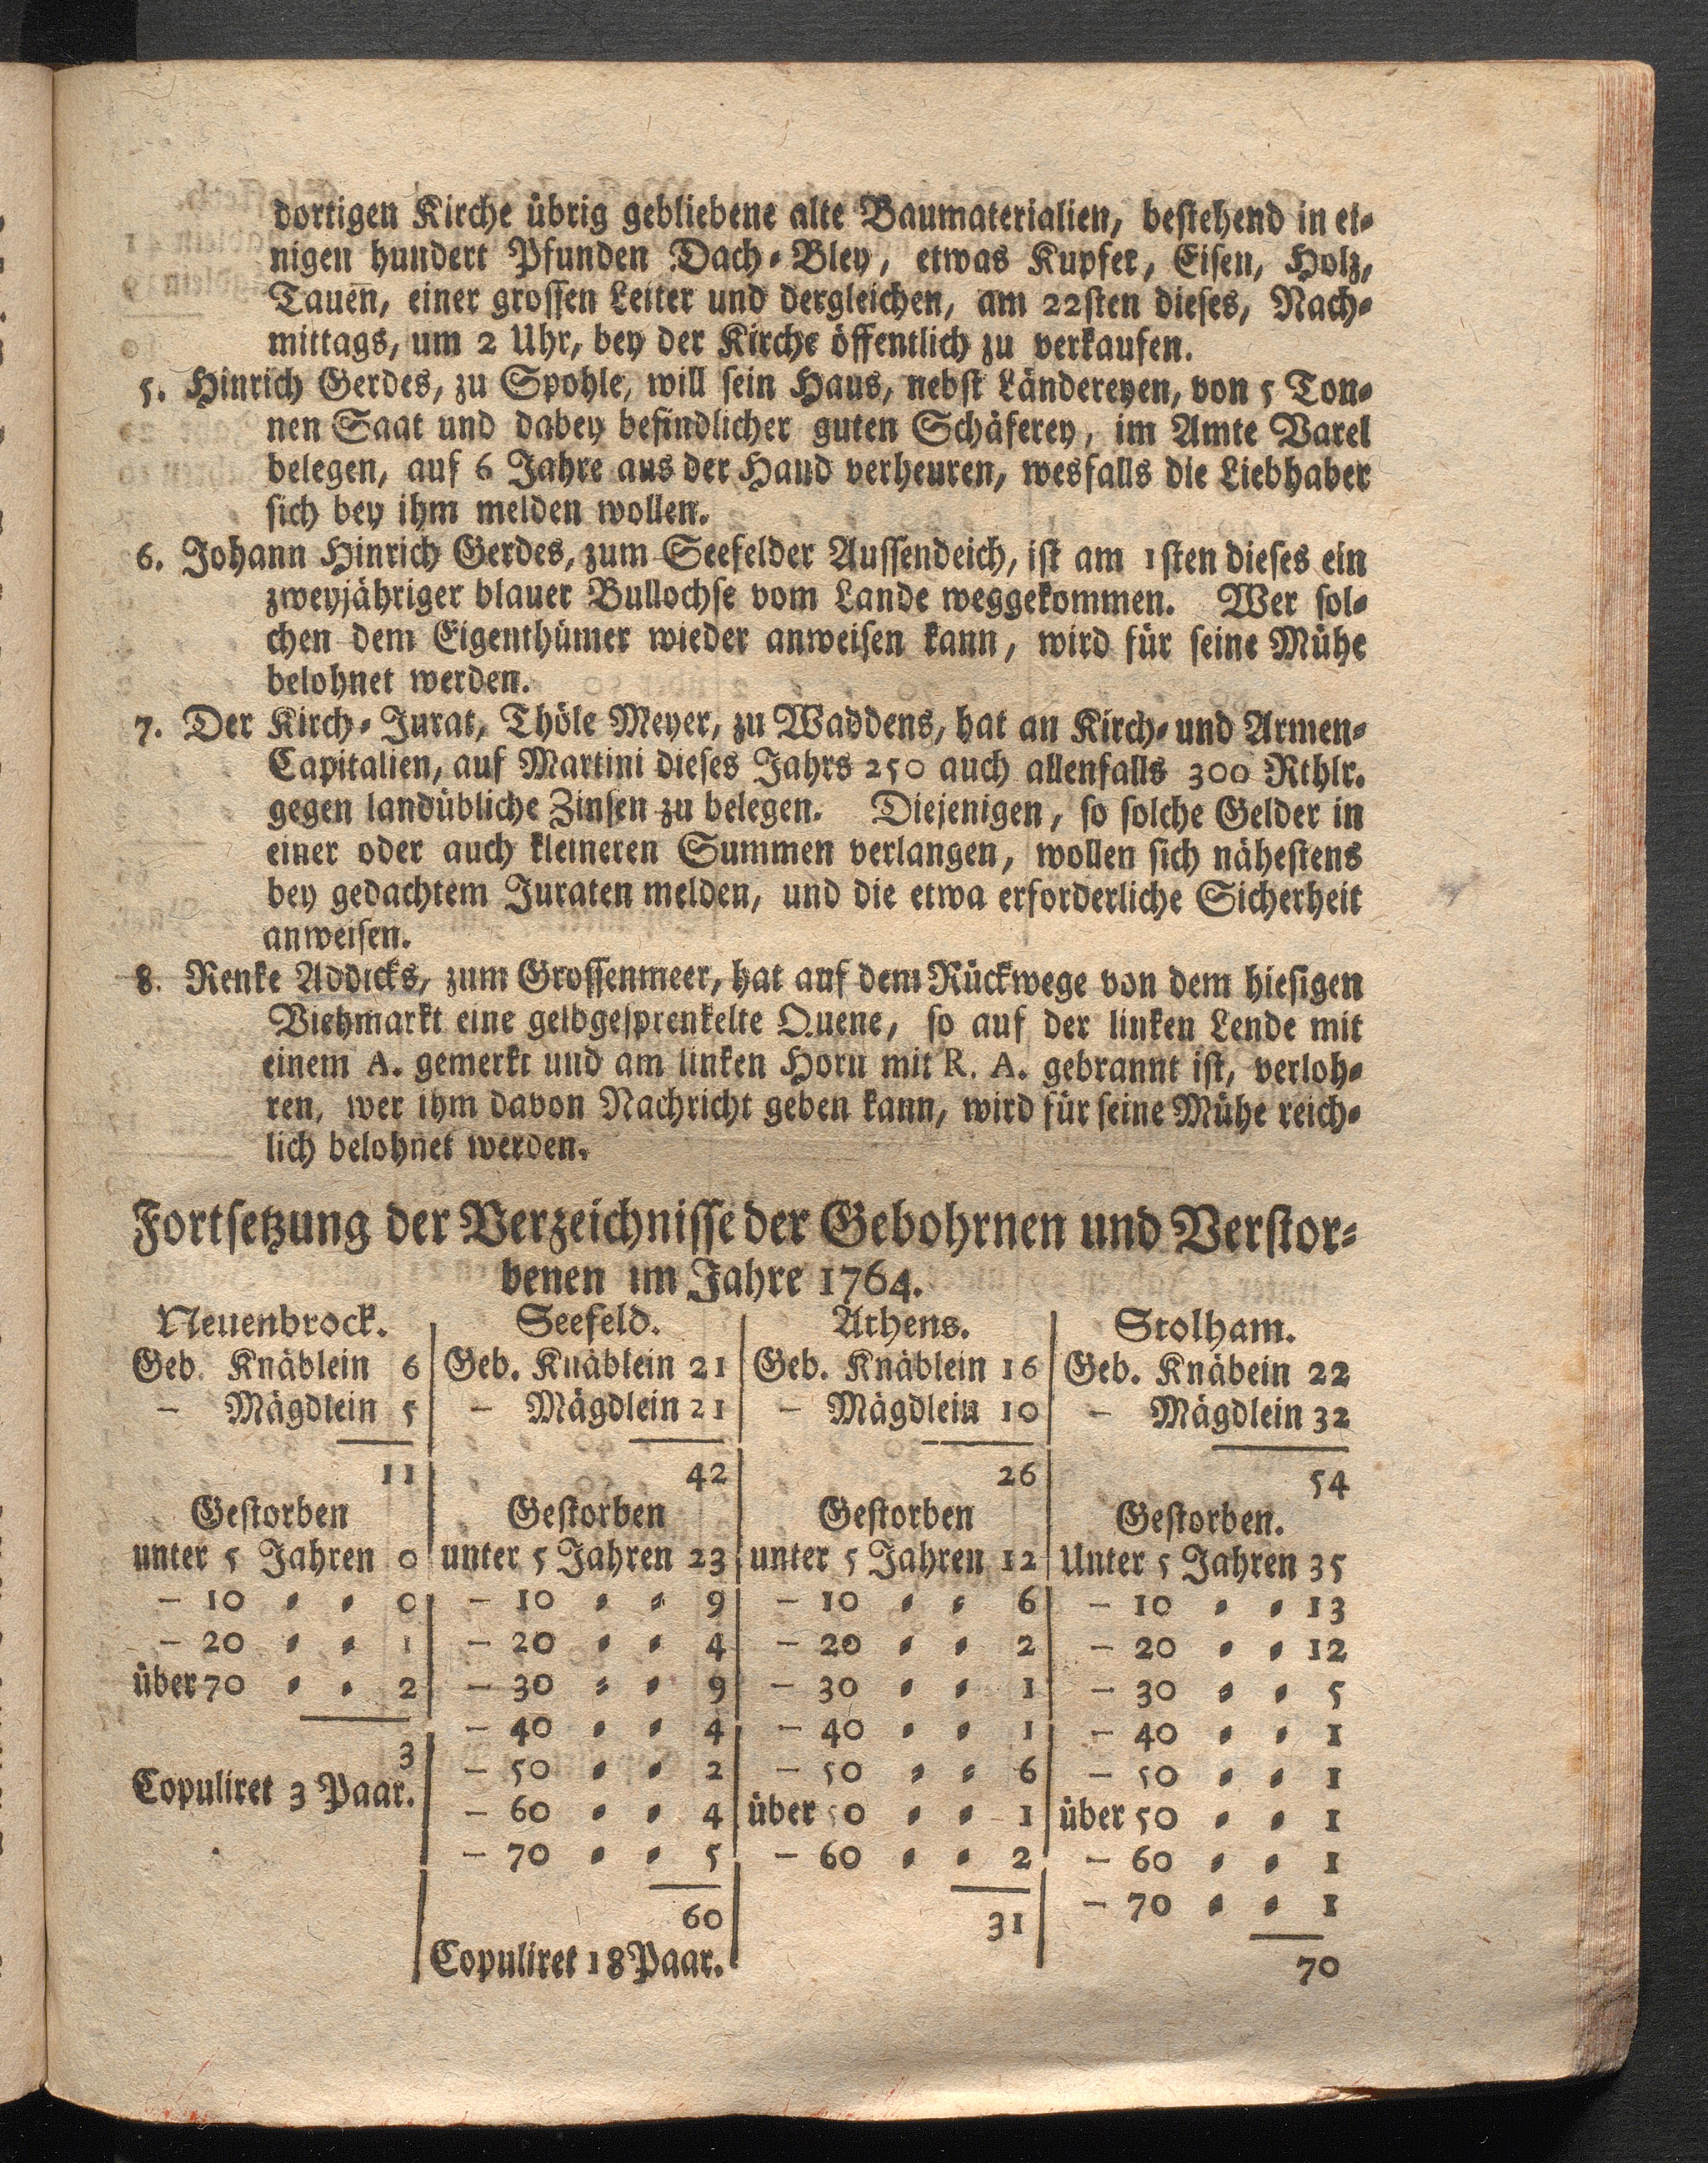 dortigen Kirche übrig gebliebene alte Baumaterialien, bestehend in ei-
nigen hundert Pfunden Dach-Bley, etwas Kupfer, Eisen, Holz,
Tauen, einer grossen Leiter und dergleichen, am 22sten dieses, Nach-
mittags, um 2 Uhr, bey der Kirche öffentlich zu verkaufen.
5. Hinrich Gerdes, zu Spohle, will sein Haus, nebst Ländereyen, von 5 Ton-
nen Saat und dabey befindlicher guten Schäferey, im Amte Varel
belegen, auf 6 Jahre aus der Hand verheuren, wesfalls die Liebhaber
sich bey ihm melden wollen.
6. Johann Hinrich Gerdes, zum Seefelder Aussendeich, ist am 1sten dieses ein
zweyjähriger blauer Bullochse vom Lande weggekommen. Wer sol-
chen dem Eigenthümer wieder anweisen kann, wird für seine Mühe
belohnet werden.
7. Der Kirch-Jurat, Thöle Meyer, zu Waddens, hat an Kirch- und Armen-
Capitalien, auf Martini dieses Jahrs 250 auch allenfalls 300 Rthlr.
gegen landübliche Zinsen zu belegen. Diejenigen, so solche Gelder in
einer oder auch kleineren Summen verlangen, wollen sich nähestens
bey gedachtem Juraten melden, und die etwa erforderliche Sicherheit
anweisen.
8. Renke Addicks, zum Grossenmeer, hat auf dem Rückwege von dem hiesigen
Viehmarkt eine gelbgesprenkelte Quene, so auf der linken Lende mit
einem A. gemerkt und am linken Horn mit R. A. gebrannt ist, verloh-
ren, wer ihm davon Nachricht geben kann, wird für seine Mühe reich-
lich belohnet werden.
Fortsetzung der Verzeichnisse der Gebohrnen und Verstor-
benen im Jahre 1764.
Neuenbrock.
Geb. Knäblein 6
- Mägdlein 5
11
Gestorben
unter 5 Jahren 0
- 10 - - 0
- 20 - - 1
über 70 - - 2
3
Copuliret 3 Paar.
Seefeld.
Geb. Knäblein 21
- Mägdlein 21
42
Gestorben
unter 5 Jahren 23
- 10 - - 9
- 20 - - 4
- 30 - - 9
- 40 - - 4
- 50 - - 2
- 60 - - 4
- 70 - - 5
60
Copuliret 18 Paar.
Athens.
Geb. Knäblein 16
- Mägdlein 10
26
Gestorben
unter 5 Jahren 12
- 10 - - 6
- 20 - - 2
- 30 - - 1
- 40 - - 1
- 50 - - 6
über 50 - - 1
- 60 - - 2
31
Stolham.
Geb. Knäbein 22
- Mägdlein 32
54
Gestorben.
Unter 5 Jahren 35
- 10 - - 13
- 20 - - 12
- 30 - - 5
- 40 - - 1
- 50 - - 1
über 50 - - 1
- 60 - - 1
- 70 - - 1
70